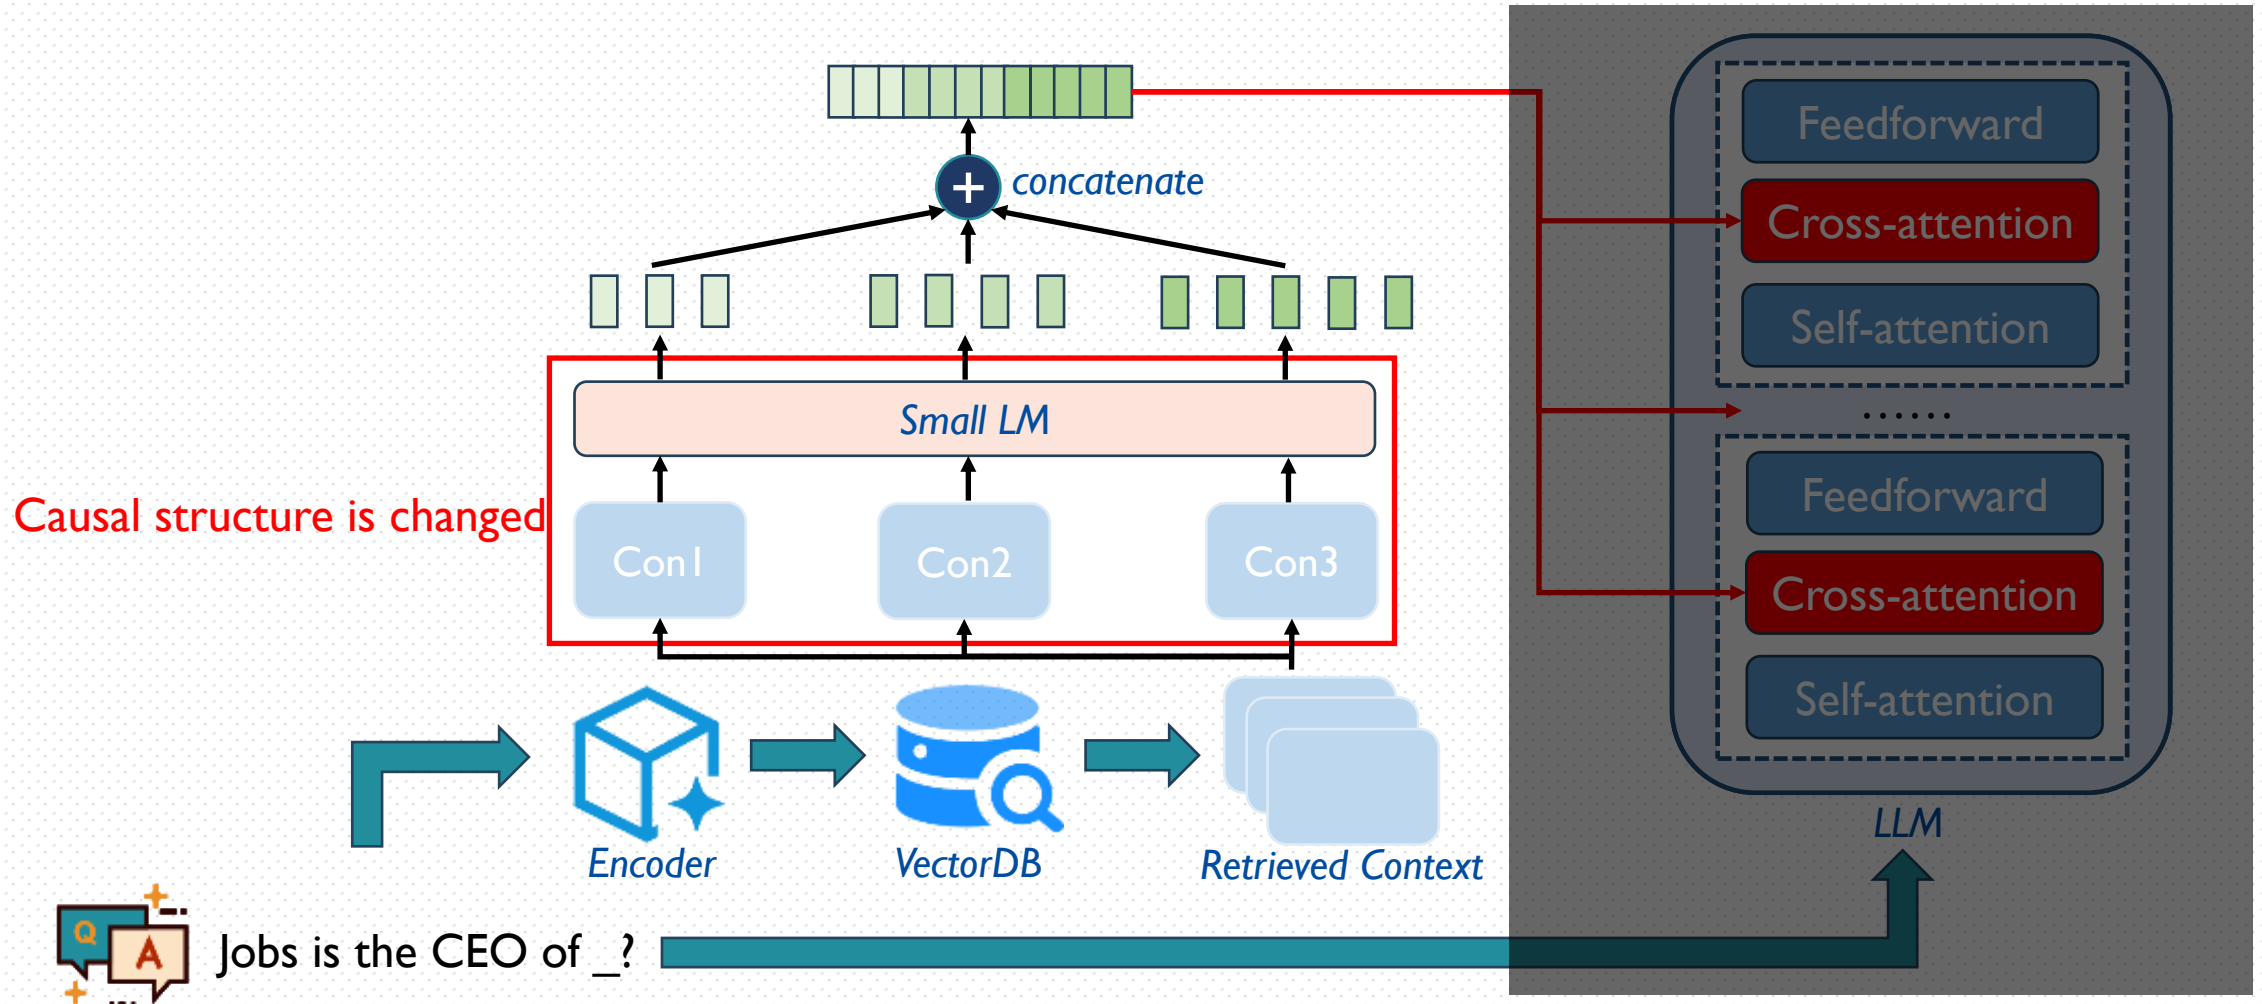 concatenate
Small LM
Causal structure is changed
Con1
Con2
Con3
Encoder
VectorDB
Retrieved Context
Q
A
Jobs is the CEO of _?
Feedforward
Cross-attention
Self-attention
......
Feedforward
Cross-attention
Self-attention
LLM